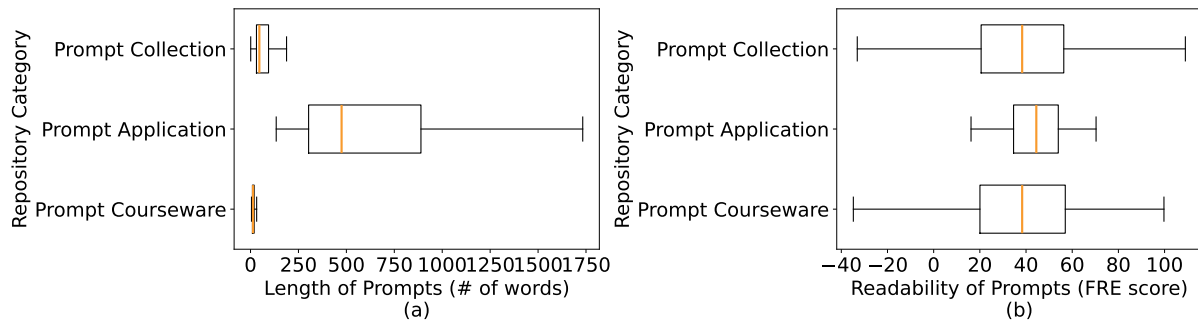 Repository Category
Prompt Collection
Prompt Application
Prompt Courseware
0 250 500 750 1000 1250 1500 1750
Length of Prompts (# of words)
(a)
Repository Category
Prompt Collection
Prompt Application
Prompt Courseware
−40 −20 0 20 40 60 80 100
Readability of Prompts (FRE score)
(b)